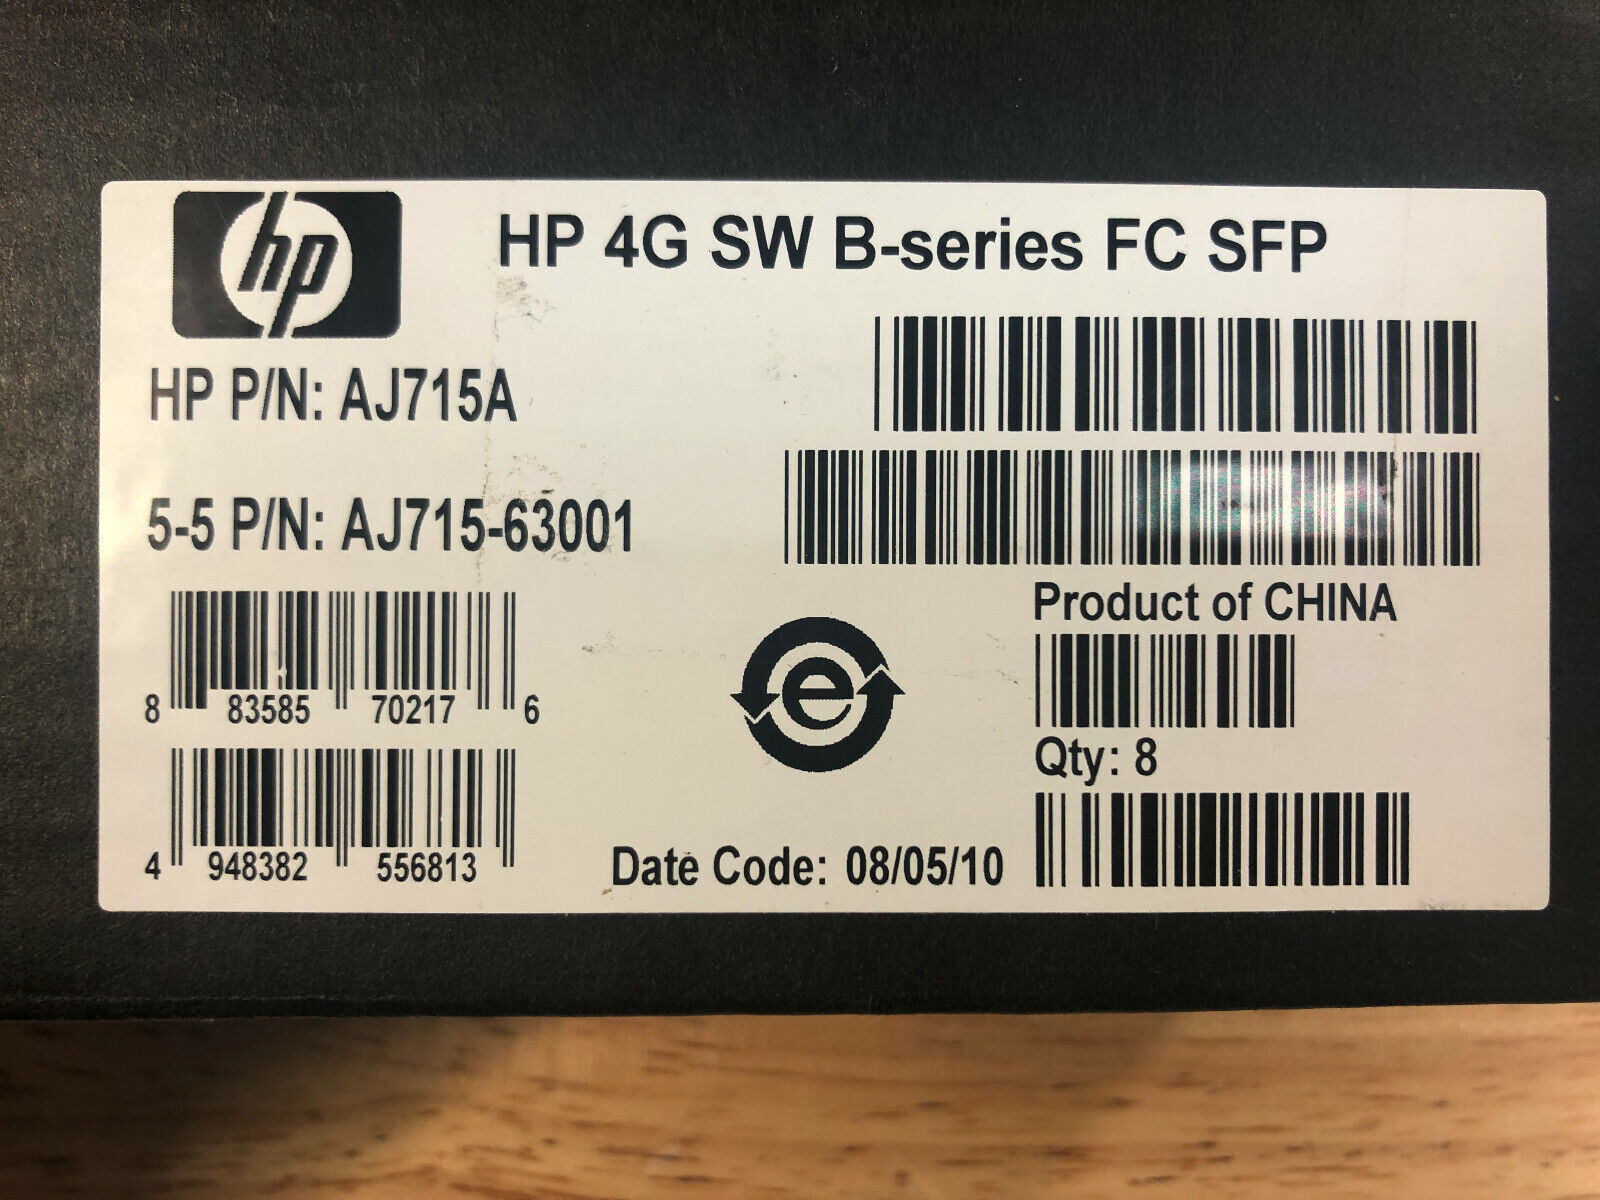 hp
HP 4G SW B-series FC SFP
HP P/N: AJ715A
5-5 P/N: AJ715-63001
Product of CHINA
8 83585 70217 6
e
Qty: 8
4 948382 556813
Date Code: 08/05/10